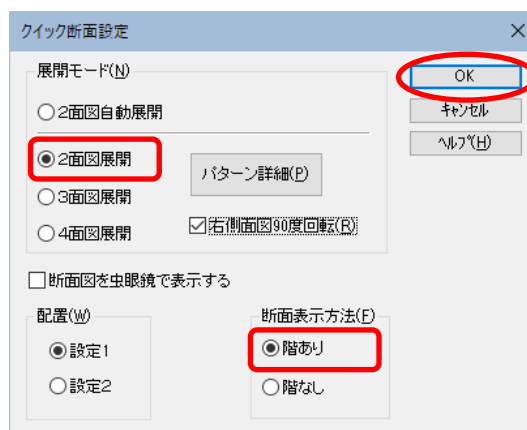 クイック断面設定
展開モード(N)
2面図自動展開
2面図展開
3面図展開
4面図展開
パターン詳細(P)
右側面図90度回転(R)
OK
キャンセル
ヘルプ(H)
断面図を虫眼鏡で表示する
配置(W)
設定1
設定2
断面表示方法(F)
階あり
階なし